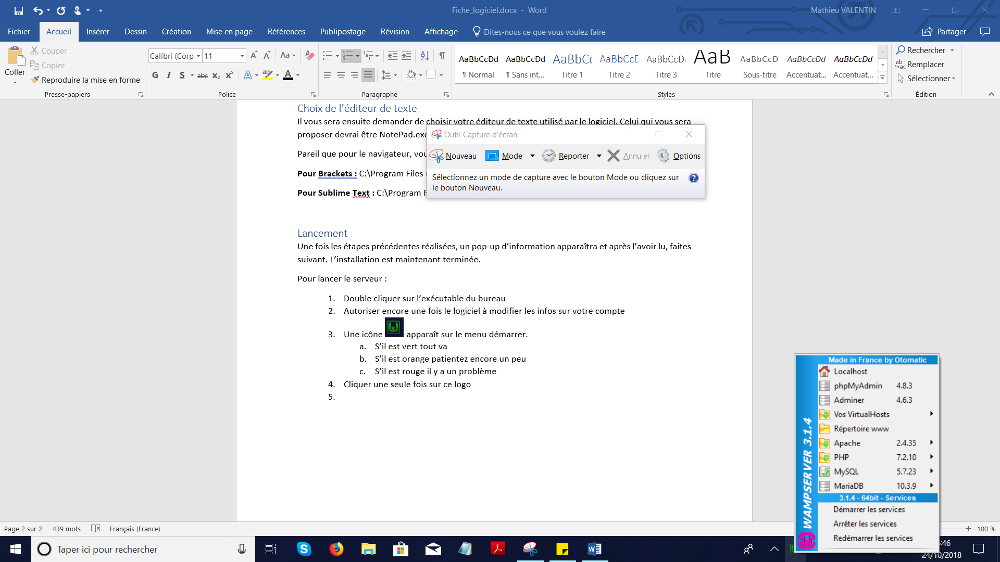 Fiche_logiciel.docx - Word
Mathieu VALENTIN
Fichier Accueil Insérer Dessin Création Mise en page Références Publipostage Révision Affichage Dites-nous ce que vous voulez faire Partager
Coller
Couper
Copier
Reproduire la mise en forme
Presse-papiers
Calibri (Corp 11
G I S abc x₂ x²
Police
Paragraphe
AaBbCcDd AaBbCcDd AaBbCc AaBbCcD AaBbCcDd AaB AaBbCcD AaBbCcDd AaBbCcDd
¶ Normal ¶ Sans int... Titre 1 Titre 2 Titre 3 Titre Sous-titre Accentuat... Accentuat...
Styles
Rechercher
Remplacer
Sélectionner
Édition
Choix de l’éditeur de texte
Il vous sera ensuite demander de choisir votre éditeur de texte utilisé par le logiciel. Celui qui vous sera
proposer devrai être NotePad.exe
Pareil que pour le navigateur,
Pour Brackets : C:\Program Files
Pour Sublime Text : C:\Program
Outil Capture d'écran
Nouveau Mode Reporter Annuler Options
Sélectionnez un mode de capture avec le bouton Mode ou cliquez sur
le bouton Nouveau.
Lancement
Une fois les étapes précédentes réalisées, un pop-up d’information apparaîtra et après l’avoir lu, faites
suivant. L’installation est maintenant terminée.
Pour lancer le serveur :
1. Double cliquer sur l’exécutable du bureau
2. Autoriser encore une fois le logiciel à modifier les infos sur votre compte
3. Une icône apparaît sur le menu démarrer.
a. S’il est vert tout va
b. S’il est orange patientez encore un peu
c. S’il est rouge il y a un problème
4. Cliquer une seule fois sur ce logo
5.
WAMPSERVER 3.1.4
Made in France by Otomatic
Localhost
phpMyAdmin 4.8.3
Adminer 4.6.3
Vos VirtualHosts
Répertoire www
Apache 2.4.35
PHP 7.2.10
MySQL 5.7.23
MariaDB 10.3.9
3.1.4 - 64bit - Services
Démarrer les services
Arrêter les services
Redémarrer les services
Page 2 sur 2 439 mots Français (France)
100 %
Taper ici pour rechercher
:46
24/10/2018